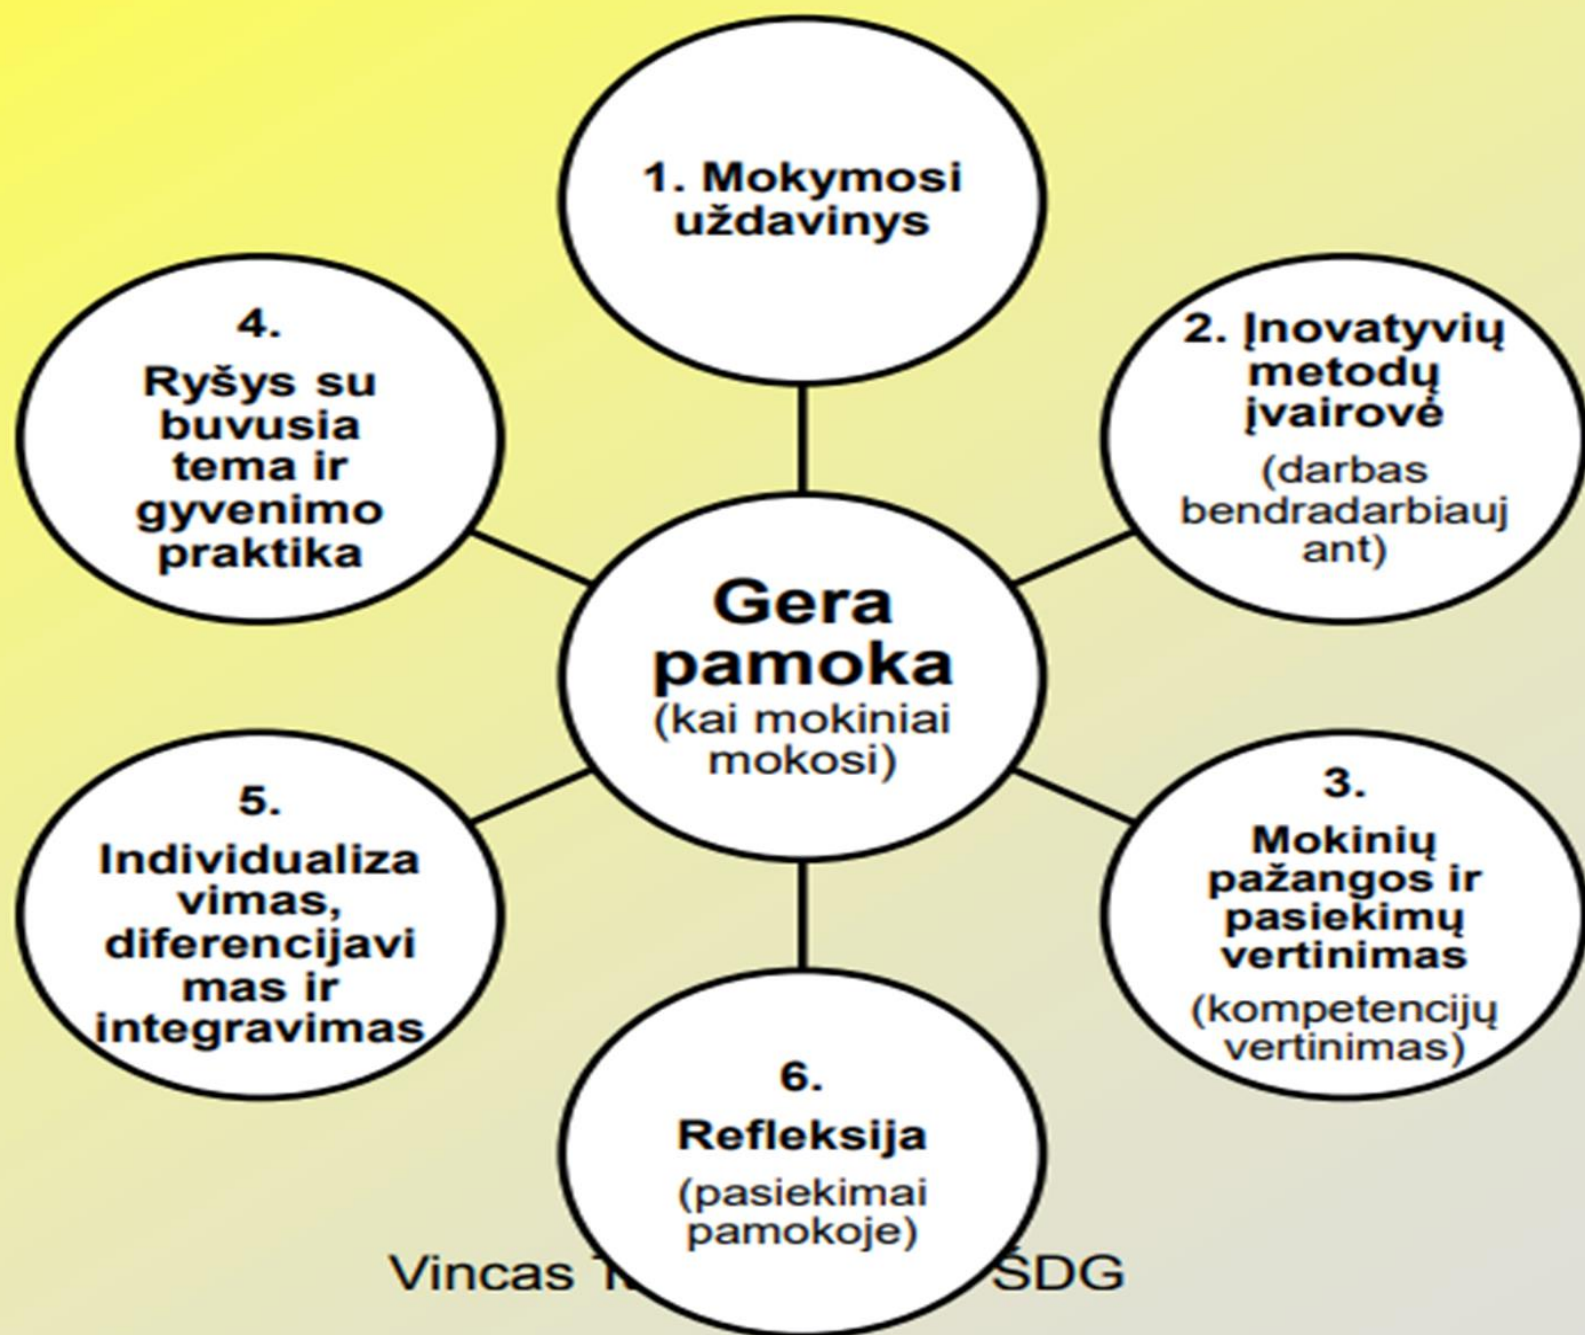 1. Mokymosi
uždavinys
2. Įnovatyvių
metodų
įvairovė
(darbas
bendradarbiauj
ant)
3.
Mokinių
pažangos ir
pasiekimų
vertinimas
(kompetencijų
vertinimas)
4.
Ryšys su
buvusia
tema ir
gyvenimo
praktika
5.
Individualiza
vimas,
diferencijavi
mas ir
integravimas
6.
Refleksija
(pasiekimai
pamokoje)
Gera
pamoka
(kai mokiniai
mokosi)
Vincas ŠDG